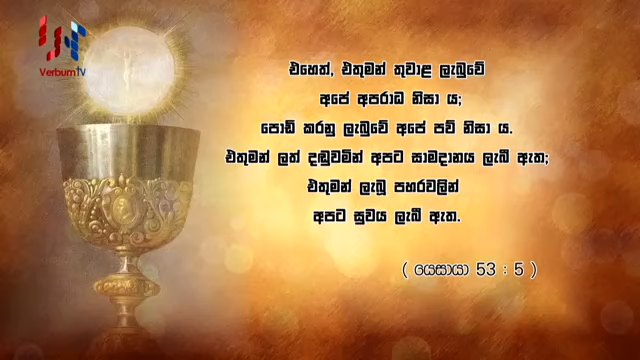 VerbumTV
එහෙත්, එතුමන් තුවාළ ලැබුවේ
අපේ අපරාධ නිසා ය;
පොඩි කරනු ලැබුවේ අපේ පව් නිසා ය.
එතුමන් ලත් දඬුවමින් අපට සාමදානය ලැබී ඇත;
එතුමන් ලැබූ පහරවලින්
අපට සුවය ලැබී ඇත.
( යෙසායා 53 : 5 )